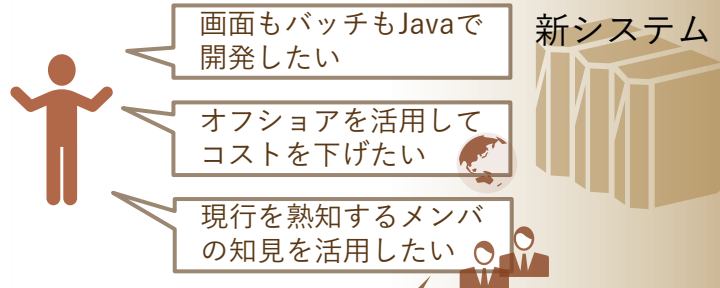 画面もバッチもJavaで
開発したい
新システム
オフショアを活用して
コストを下げたい
現行を熟知するメンバ
の知見を活用したい